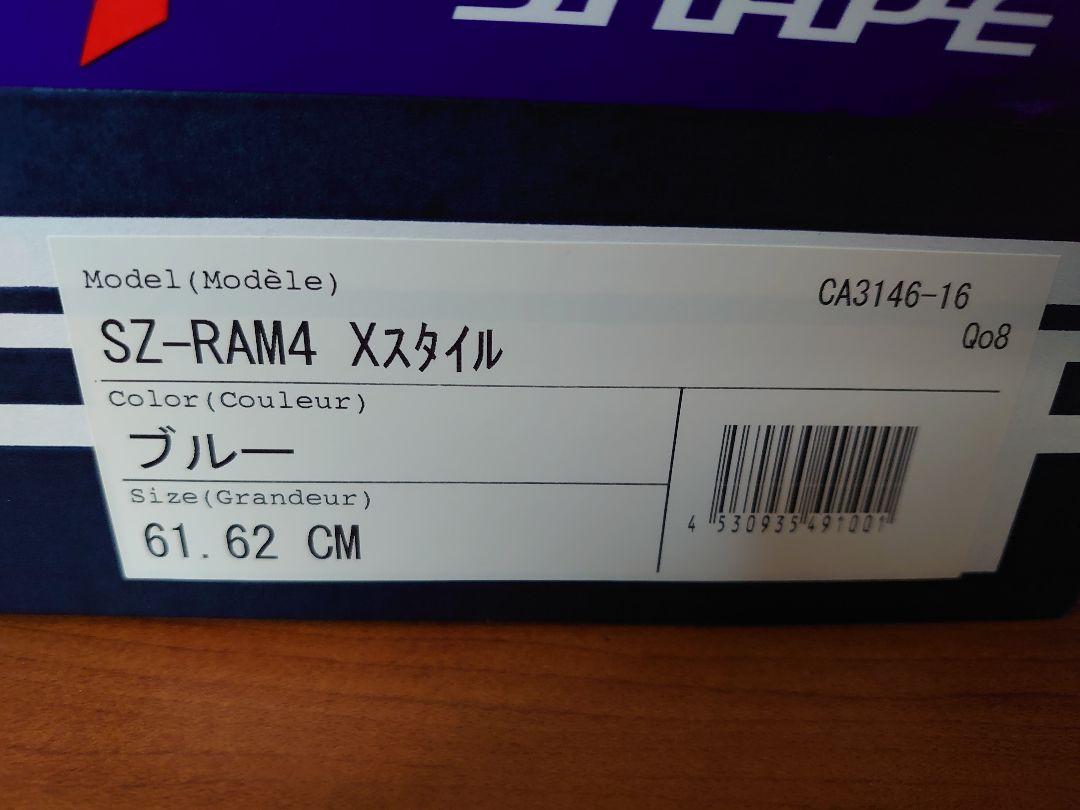 SHAPE
Model(Modèle)
CA3146-16
SZ-RAM4 Xスタイル
Qo8
Color(Couleur)
ブルー
Size(Grandeur)
61.62 CM
4 530935 491001